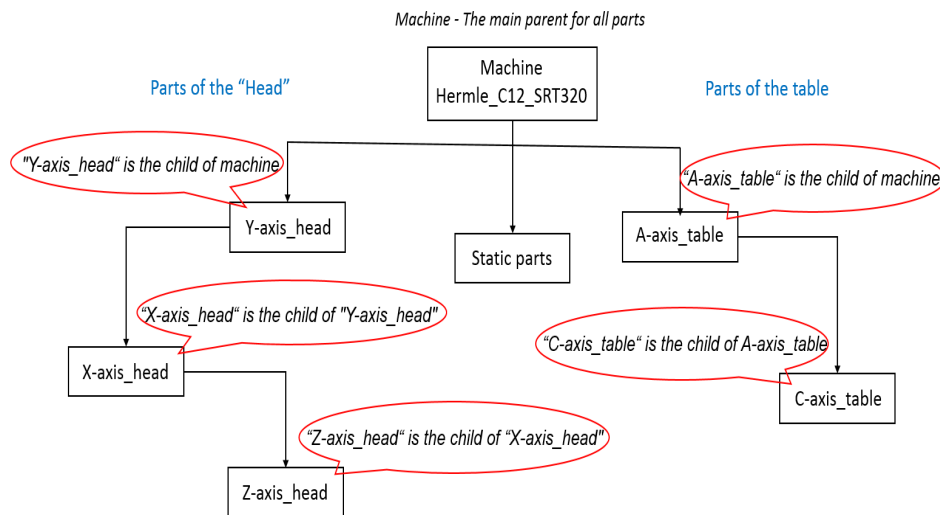 Machine - The main parent for all parts
Machine
Hermle_C12_SRT320
Parts of the “Head”
Parts of the table
"Y-axis_head“ is the child of machine
“A-axis_table“ is the child of machine
Y-axis_head
A-axis_table
Static parts
“X-axis_head“ is the child of "Y-axis_head"
“C-axis_table“ is the child of A-axis_table
X-axis_head
C-axis_table
“Z-axis_head“ is the child of “X-axis_head"
Z-axis_head